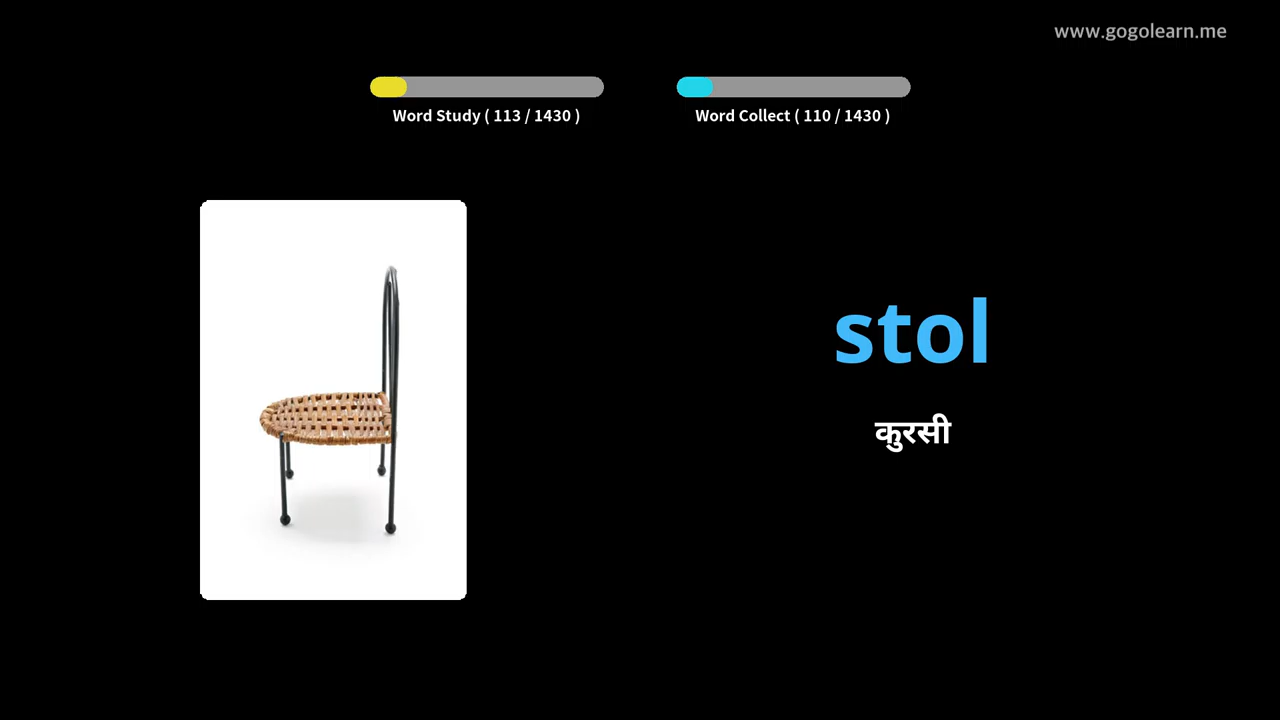 www.gogolearn.me
Word Study ( 113 / 1430 )
Word Collect ( 110 / 1430 )
stol
कुरसी